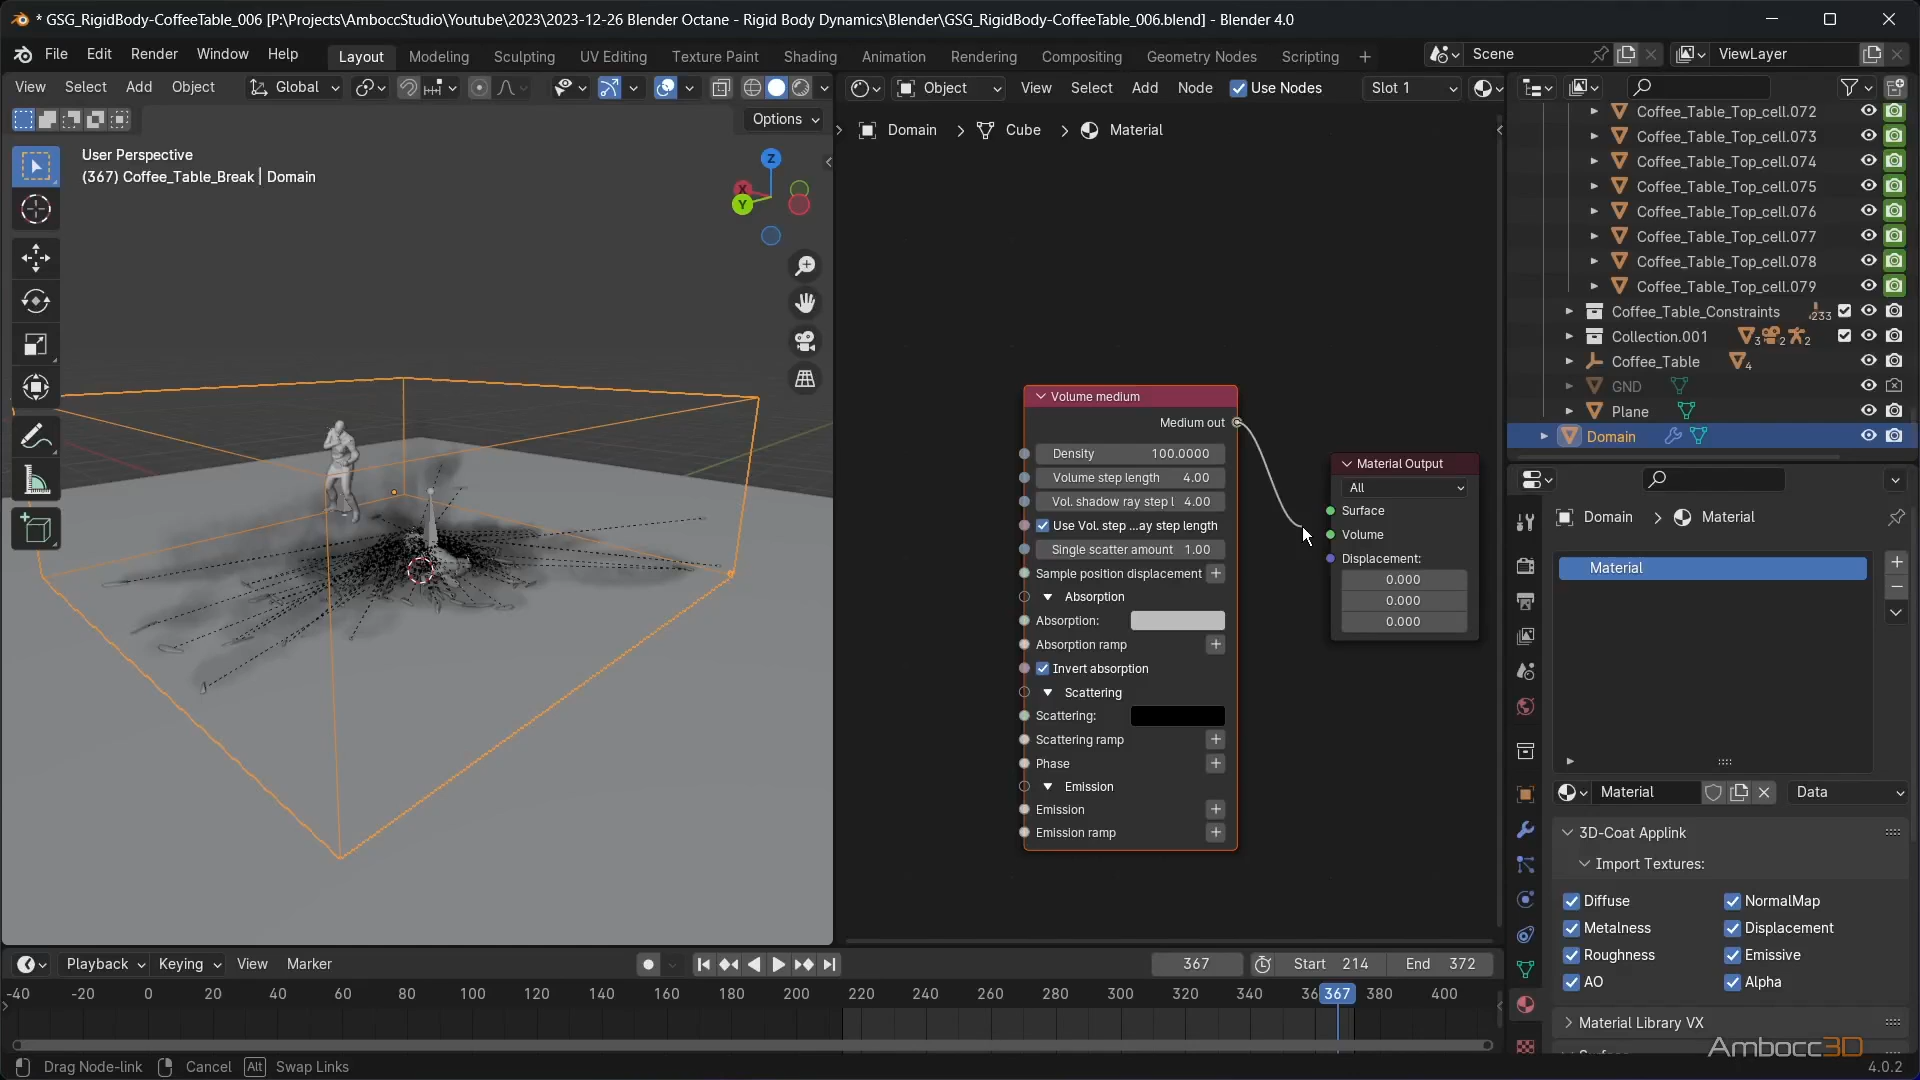 * GSG_RigidBody-CoffeeTable_006 [P:\Projects\AmboccStudio\Youtube\2023\2023-12-26 Blender Octane - Rigid Body Dynamics\Blender\GSG_RigidBody-CoffeeTable_006.blend] - Blender 4.0
File Edit Render Window Help Layout Modeling Sculpting UV Editing Texture Paint Shading Animation Rendering Compositing Geometry Nodes Scripting + Scene ViewLayer
View Select Add Object Global Object View Select Add Node Use Nodes Slot 1
Options
User Perspective
(367) Coffee_Table_Break | Domain
Z
X
Y
Domain > Cube > Material
Volume medium
Medium out
Density 100.0000
Volume step length 4.00
Vol. shadow ray step l 4.00
Use Vol. step ...ay step length
Single scatter amount 1.00
Sample position displacement +
Absorption
Absorption:
Absorption ramp +
Invert absorption
Scattering
Scattering:
Scattering ramp +
Phase +
Emission
Emission +
Emission ramp +
Material Output
All
Surface
Volume
Displacement:
0.000
0.000
0.000
Coffee_Table_Top_cell.072
Coffee_Table_Top_cell.073
Coffee_Table_Top_cell.074
Coffee_Table_Top_cell.075
Coffee_Table_Top_cell.076
Coffee_Table_Top_cell.077
Coffee_Table_Top_cell.078
Coffee_Table_Top_cell.079
Coffee_Table_Constraints 233
Collection.001 3 2 2
Coffee_Table 4
GND
Plane
Domain
Domain > Material
Material
Material Data
3D-Coat Applink
Import Textures:
Diffuse NormalMap
Metalness Displacement
Roughness Emissive
AO Alpha
Material Library VX
Playback Keying View Marker 367 Start 214 End 372
-40 -20 0 20 40 60 80 100 120 140 160 180 200 220 240 260 280 300 320 340 36 367 380 400
Drag Node-link Cancel Alt Swap Links
Ambocc3D
4.0.2